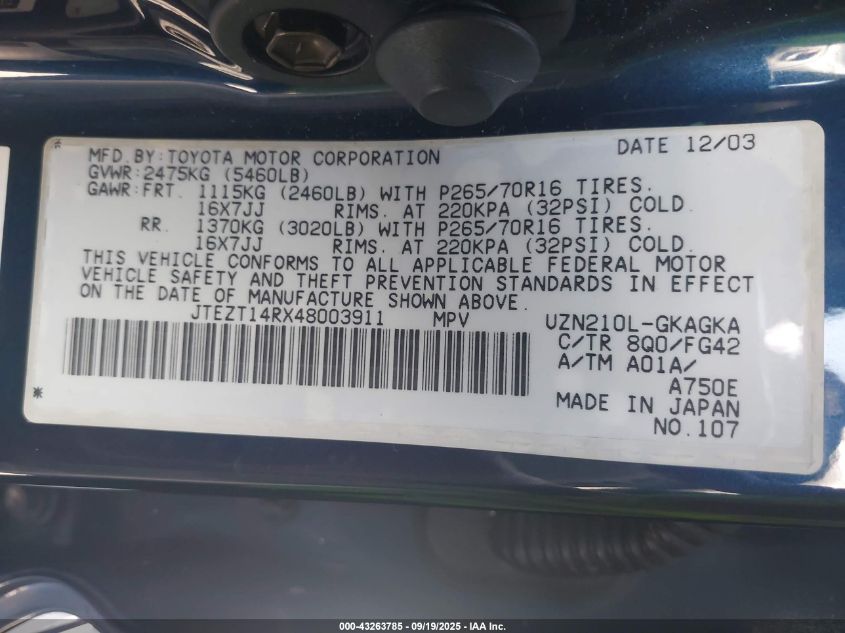 MFD.BY:TOYOTA MOTOR CORPORATION DATE 12/03
GVWR:2475KG (5460LB)
GAWR:FRT. 1115KG (2460LB) WITH P265/70R16 TIRES.
16X7JJ RIMS. AT 220KPA (32PSI) COLD.
RR. 1370KG (3020LB) WITH P265/70R16 TIRES.
16X7JJ RIMS. AT 220KPA (32PSI) COLD.
THIS VEHICLE CONFORMS TO ALL APPLICABLE FEDERAL MOTOR
VEHICLE SAFETY AND THEFT PREVENTION STANDARDS IN EFFECT
ON THE DATE OF MANUFACTURE SHOWN ABOVE.
JTEZT14RX48003911 MPV UZN210L-GKAGKA
C/TR 8Q0/FG42
A/TM A01A/
A750E
MADE IN JAPAN
NO.107
000-43263785 - 09/19/2025 - IAA Inc.